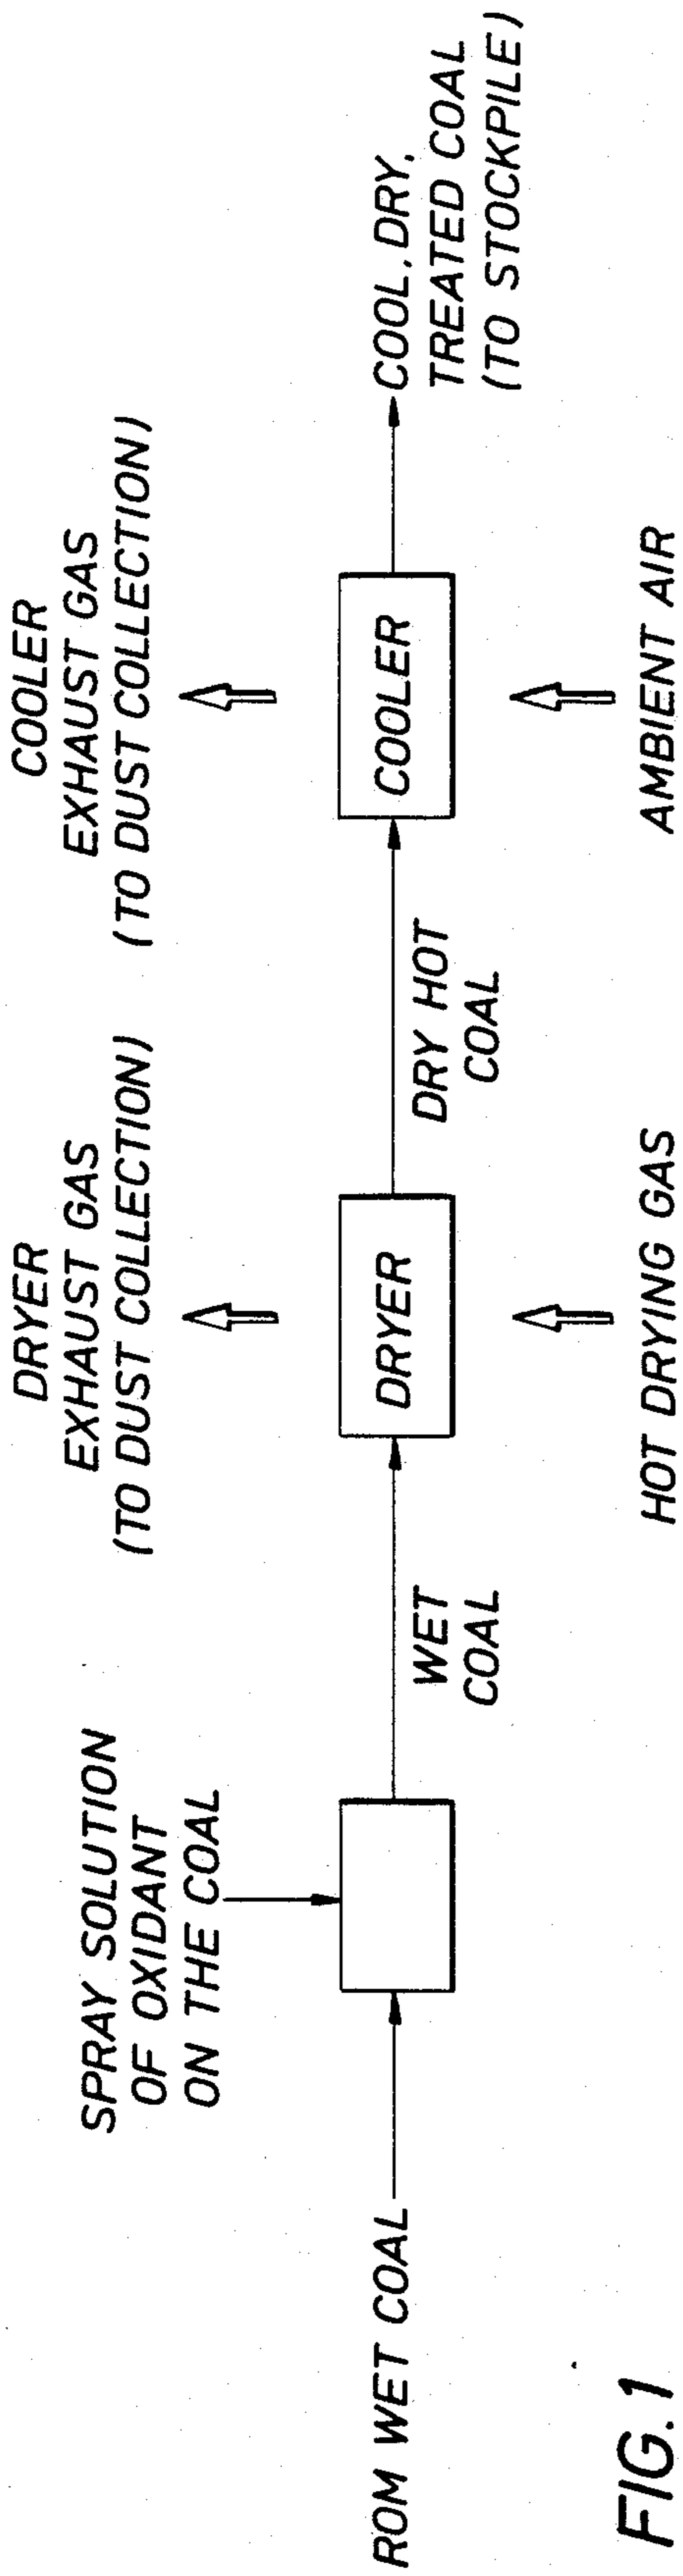 SPRAY SOLUTION
OF OXIDANT
ON THE COAL
DRYER
EXHAUST GAS
(TO DUST COLLECTION)
COOLER
EXHAUST GAS
(TO DUST COLLECTION)
ROM WET COAL
WET
COAL
DRYER
DRY HOT
COAL
COOLER
COOL, DRY,
TREATED COAL
(TO STOCKPILE)
HOT DRYING GAS
AMBIENT AIR
FIG. 1